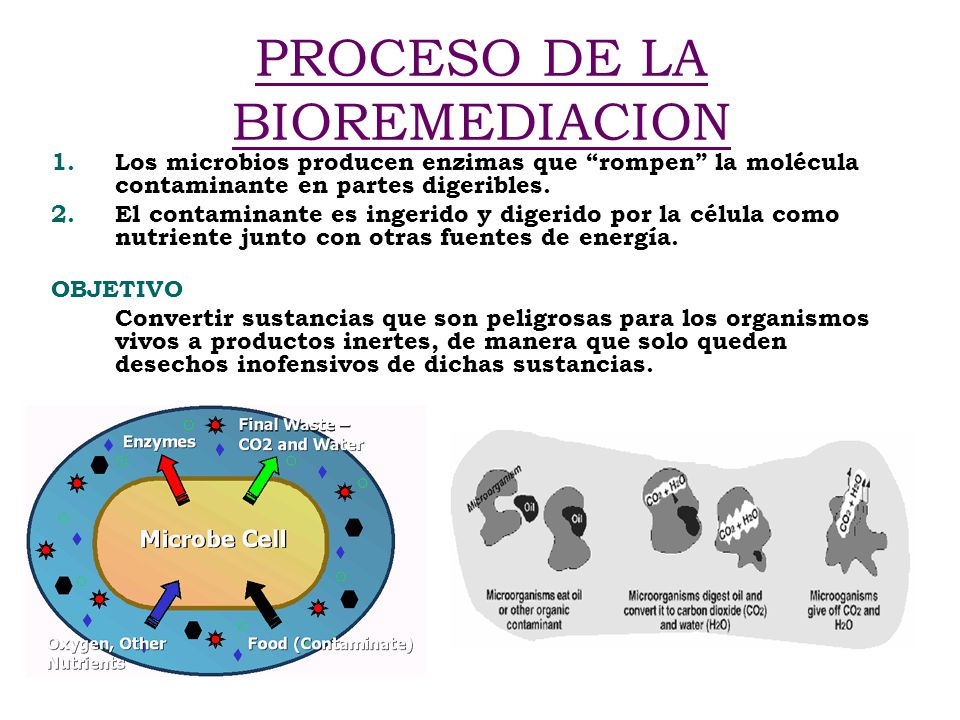 PROCESO DE LA
BIOREMEDIACION
1. Los microbios producen enzimas que “rompen” la molécula
contaminante en partes digeribles.
2. El contaminante es ingerido y digerido por la célula como
nutriente junto con otras fuentes de energía.
OBJETIVO
Convertir sustancias que son peligrosas para los organismos
vivos a productos inertes, de manera que solo queden
desechos inofensivos de dichas sustancias.
Enzymes
Final Waste –
CO2 and Water
Microbe Cell
Oxygen, Other
Nutrients
Food (Contaminate)
Microorganism
Oil
Oil
CO2 + H2O
CO2 + H2O
CO2 + H2O
Microorganisms eat oil
or other organic
contaminant
Microorganisms digest oil and
convert it to carbon dioxide (CO2)
and water (H2O)
Microoganisms
give off CO2 and
H2O